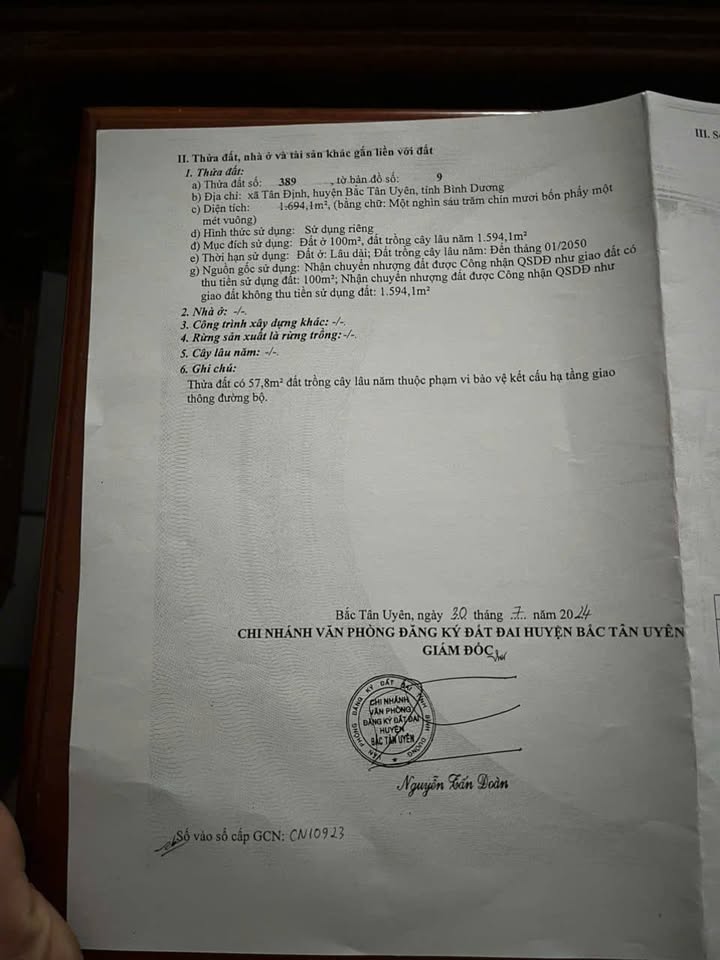 II. Thửa đất, nhà ở và tài sản khác gắn liền với đất
III. S
1. Thửa đất:
a) Thửa đất số: 389 , tờ bản đồ số: 9
b) Địa chỉ: xã Tân Định, huyện Bắc Tân Uyên, tỉnh Bình Dương
c) Diện tích: 1.694,1m², (bằng chữ: Một nghìn sáu trăm chín mươi bốn phẩy một
mét vuông)
d) Hình thức sử dụng: Sử dụng riêng
đ) Mục đích sử dụng: Đất ở 100m², đất trồng cây lâu năm 1.594,1m²
e) Thời hạn sử dụng: Đất ở: Lâu dài; Đất trồng cây lâu năm: Đến tháng 01/2050
g) Nguồn gốc sử dụng: Nhận chuyển nhượng đất được Công nhận QSDĐ như giao đất có
thu tiền sử dụng đất: 100m²; Nhận chuyển nhượng đất được Công nhận QSDĐ như
giao đất không thu tiền sử dụng đất: 1.594,1m²
2. Nhà ở: -/-.
3. Công trình xây dựng khác: -/-.
4. Rừng sản xuất là rừng trồng: -/-.
5. Cây lâu năm: -/-.
6. Ghi chú:
Thửa đất có 57,8m² đất trồng cây lâu năm thuộc phạm vi bảo vệ kết cấu hạ tầng giao
thông đường bộ.
Bắc Tân Uyên, ngày 30 tháng 7 năm 2024
CHI NHÁNH VĂN PHÒNG ĐĂNG KÝ ĐẤT ĐAI HUYỆN BẮC TÂN UYÊN
GIÁM ĐỐC
VĂN PHÒNG ĐĂNG KÝ ĐẤT ĐAI TỈNH BÌNH DƯƠNG
CHI NHÁNH
VĂN PHÒNG
ĐĂNG KÝ ĐẤT ĐAI
HUYỆN
BẮC TÂN UYÊN
Nguyễn Tấn Đoàn
Số vào sổ cấp GCN: CN10923